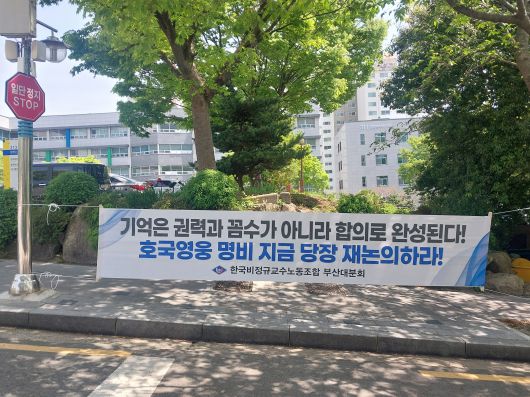 일단정지
STOP
기억은 권력과 꼼수가 아니라 합의로 완성된다!
호국영웅 명비 지금 당장 재논의하라!
한국비정규교수노동조합 부산대분회